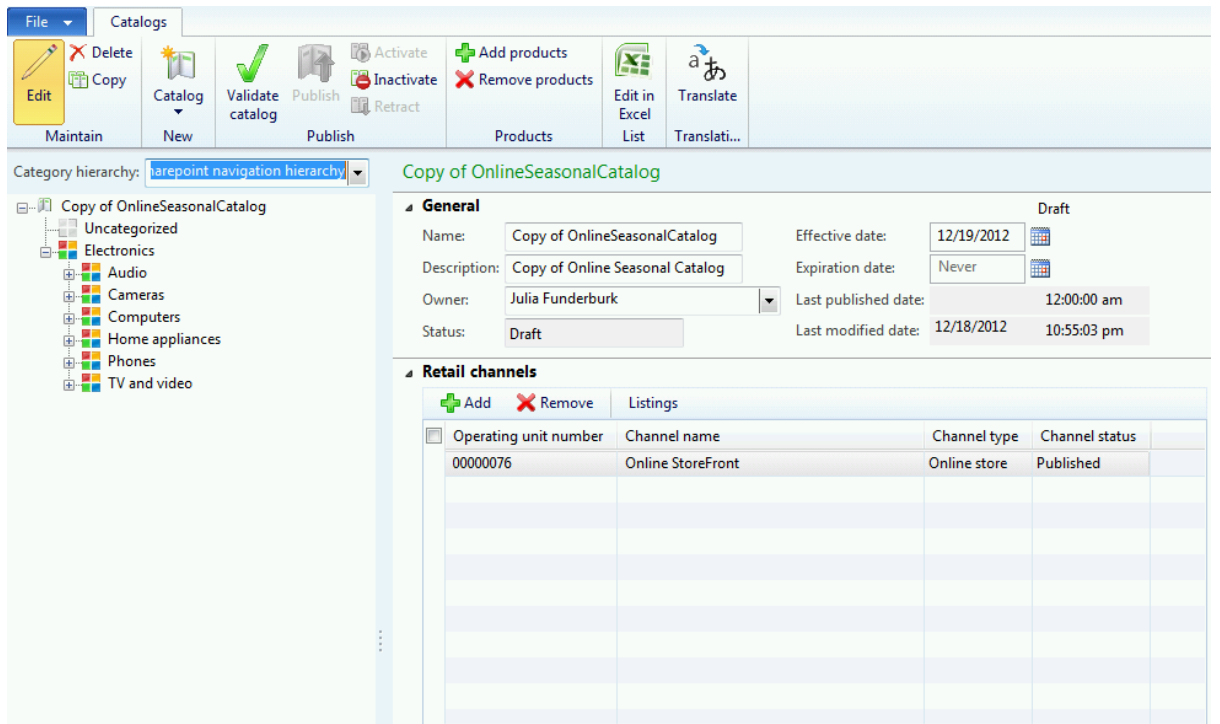 File
Catalogs
Edit
Delete
Copy
Maintain
Catalog
New
Validate
catalog
Publish
Activate
Inactivate
Retract
Publish
Add products
Remove products
Products
Edit in
Excel
List
aあ
Translate
Translati...
Category hierarchy: harepoint navigation hierarchy
Copy of OnlineSeasonalCatalog
Uncategorized
Electronics
Audio
Cameras
Computers
Home appliances
Phones
TV and video
Copy of OnlineSeasonalCatalog
General Draft
Name: Copy of OnlineSeasonalCatalog Effective date: 12/19/2012
Description: Copy of Online Seasonal Catalog Expiration date: Never
Owner: Julia Funderburk Last published date: 12:00:00 am
Status: Draft Last modified date: 12/18/2012 10:55:03 pm
Retail channels
Add Remove Listings
Operating unit number Channel name Channel type Channel status
00000076 Online StoreFront Online store Published